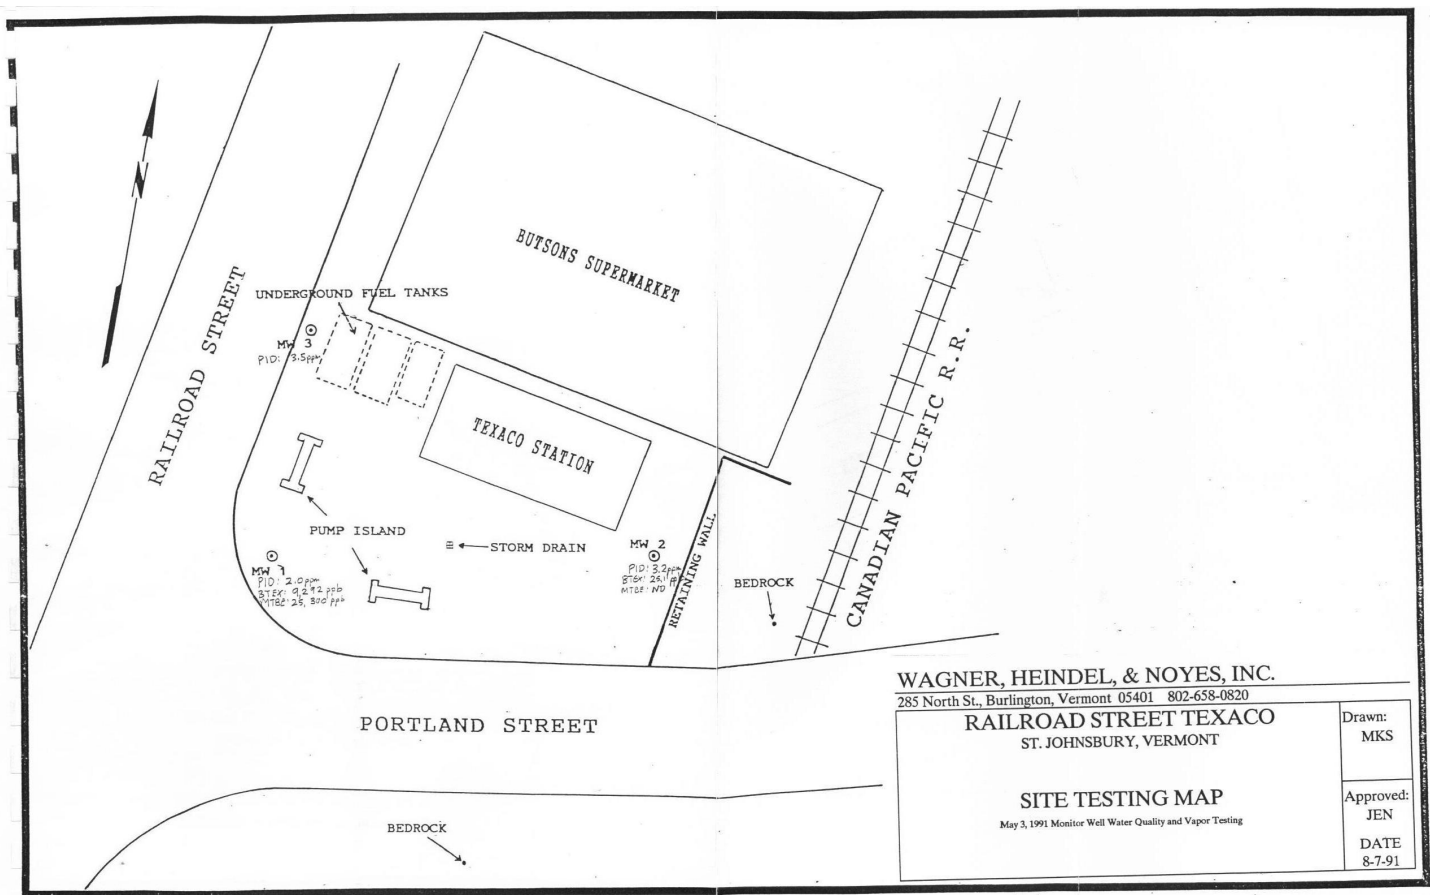 N
BUTSONS SUPERMARKET
UNDERGROUND FUEL TANKS
RAILROAD STREET
MW 3
PID: 3.5ppm
TEXACO STATION
CANADIAN PACIFIC R.R.
PUMP ISLAND
STORM DRAIN
MW 1
PID: 2.0ppm
BTEX: 9,292 ppb
MTBE: 25,300 ppb
MW 2
PID: 3.2ppm
BTEX:
MTBE: ND
RETAINING WALL
BEDROCK
PORTLAND STREET
BEDROCK
WAGNER, HEINDEL, & NOYES, INC.
285 North St., Burlington, Vermont 05401 802-658-0820
RAILROAD STREET TEXACO
ST. JOHNSBURY, VERMONT
SITE TESTING MAP
May 3, 1991 Monitor Well Water Quality and Vapor Testing
Drawn:
MKS
Approved:
JEN
DATE
8-7-91